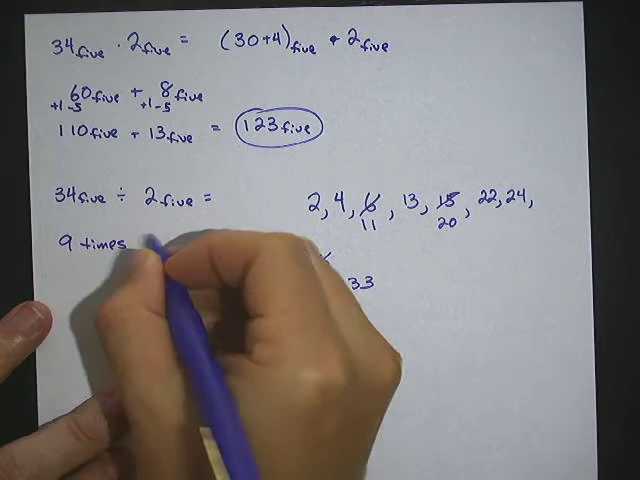 34five · 2five = (30+4)five · 2five
60five + 8five
+1-5 +1-5
110five + 13five = 123five
34five ÷ 2five = 2, 4, 6, 13, 15, 22, 24,
11 20
9 times 33